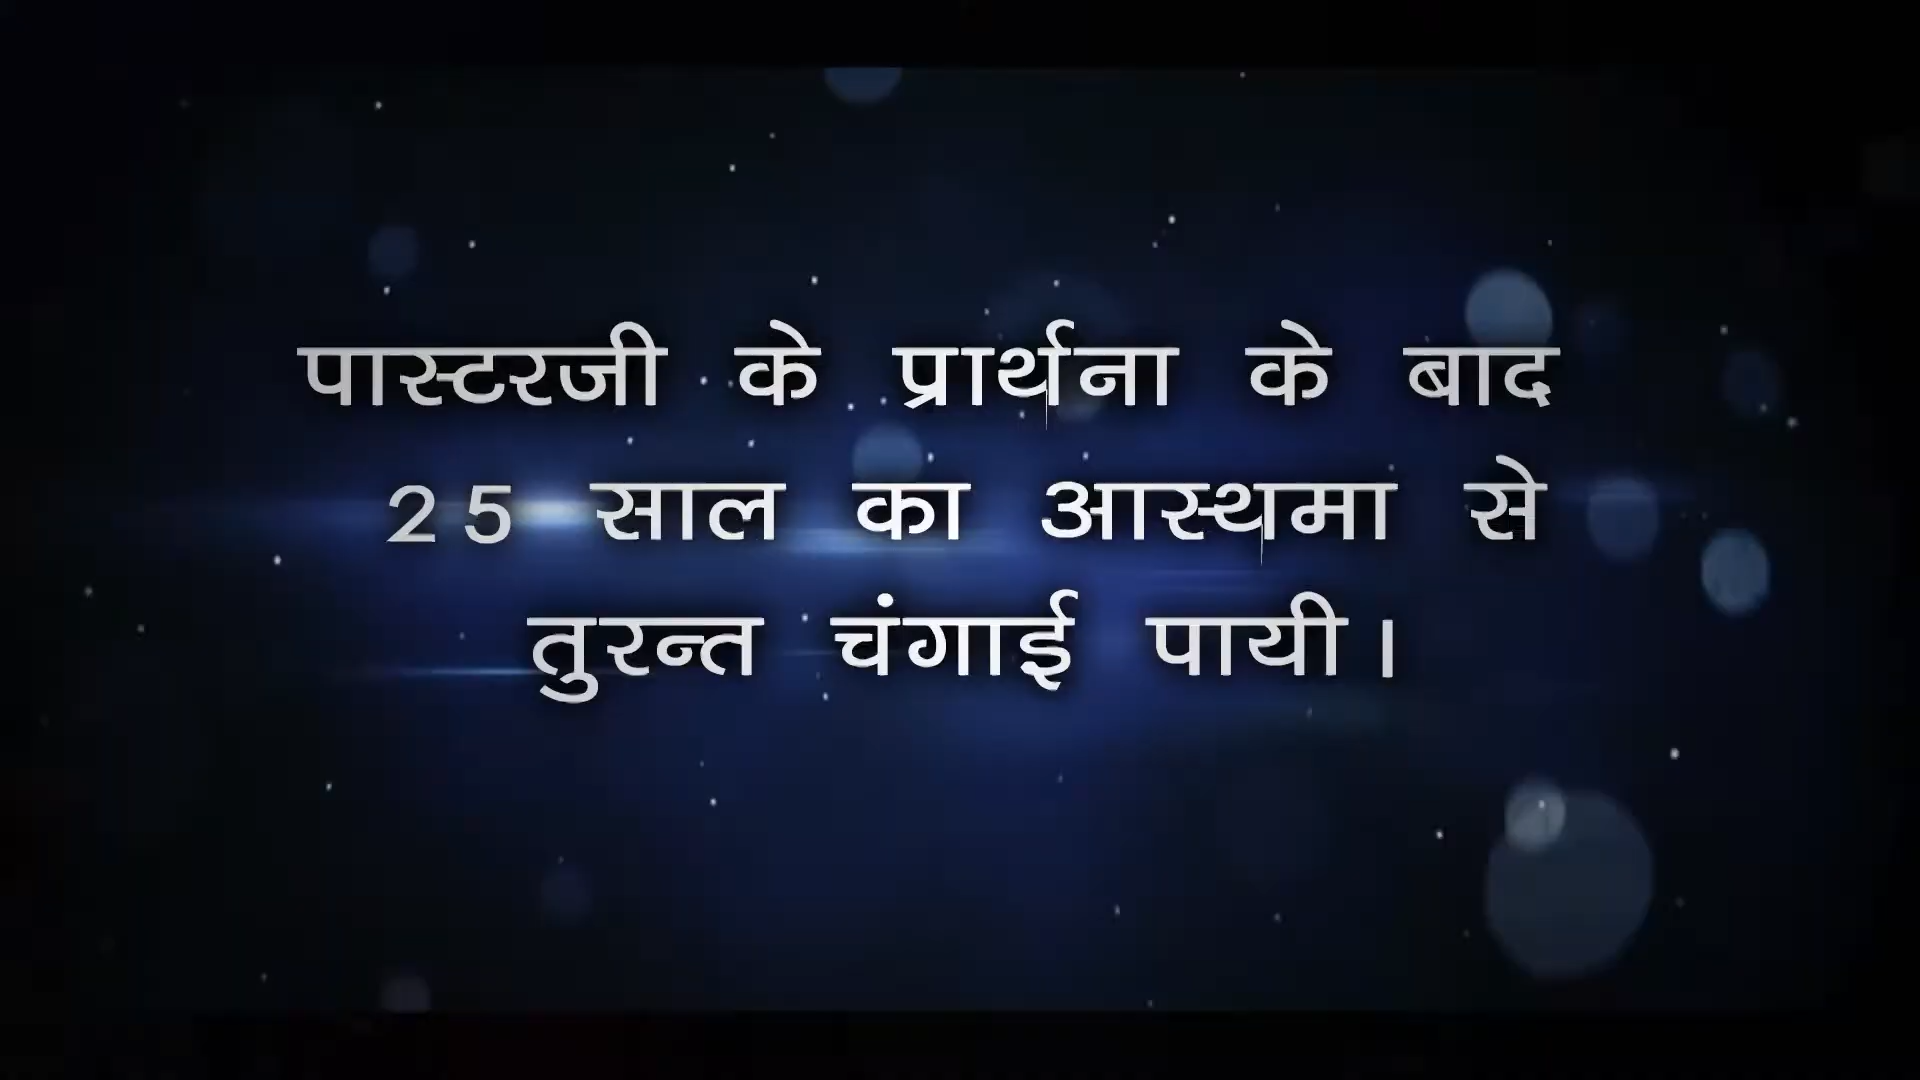 पास्टरजी के प्रार्थना के बाद
25 साल का आस्थमा से
तुरन्त चंगाई पायी।